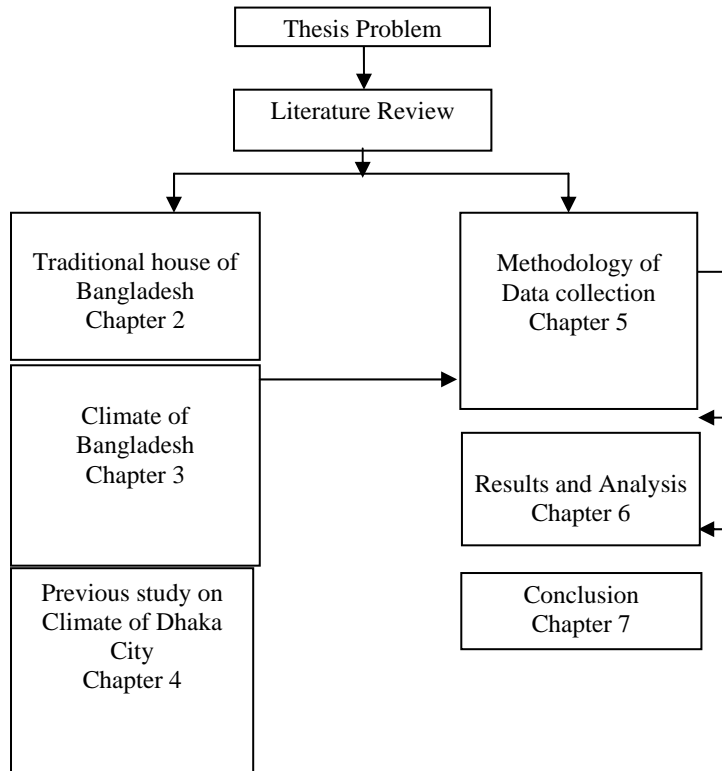 Thesis Problem
Literature Review
Traditional house of
Bangladesh
Chapter 2
Climate of
Bangladesh
Chapter 3
Previous study on
Climate of Dhaka
City
Chapter 4
Methodology of
Data collection
Chapter 5
Results and Analysis
Chapter 6
Conclusion
Chapter 7